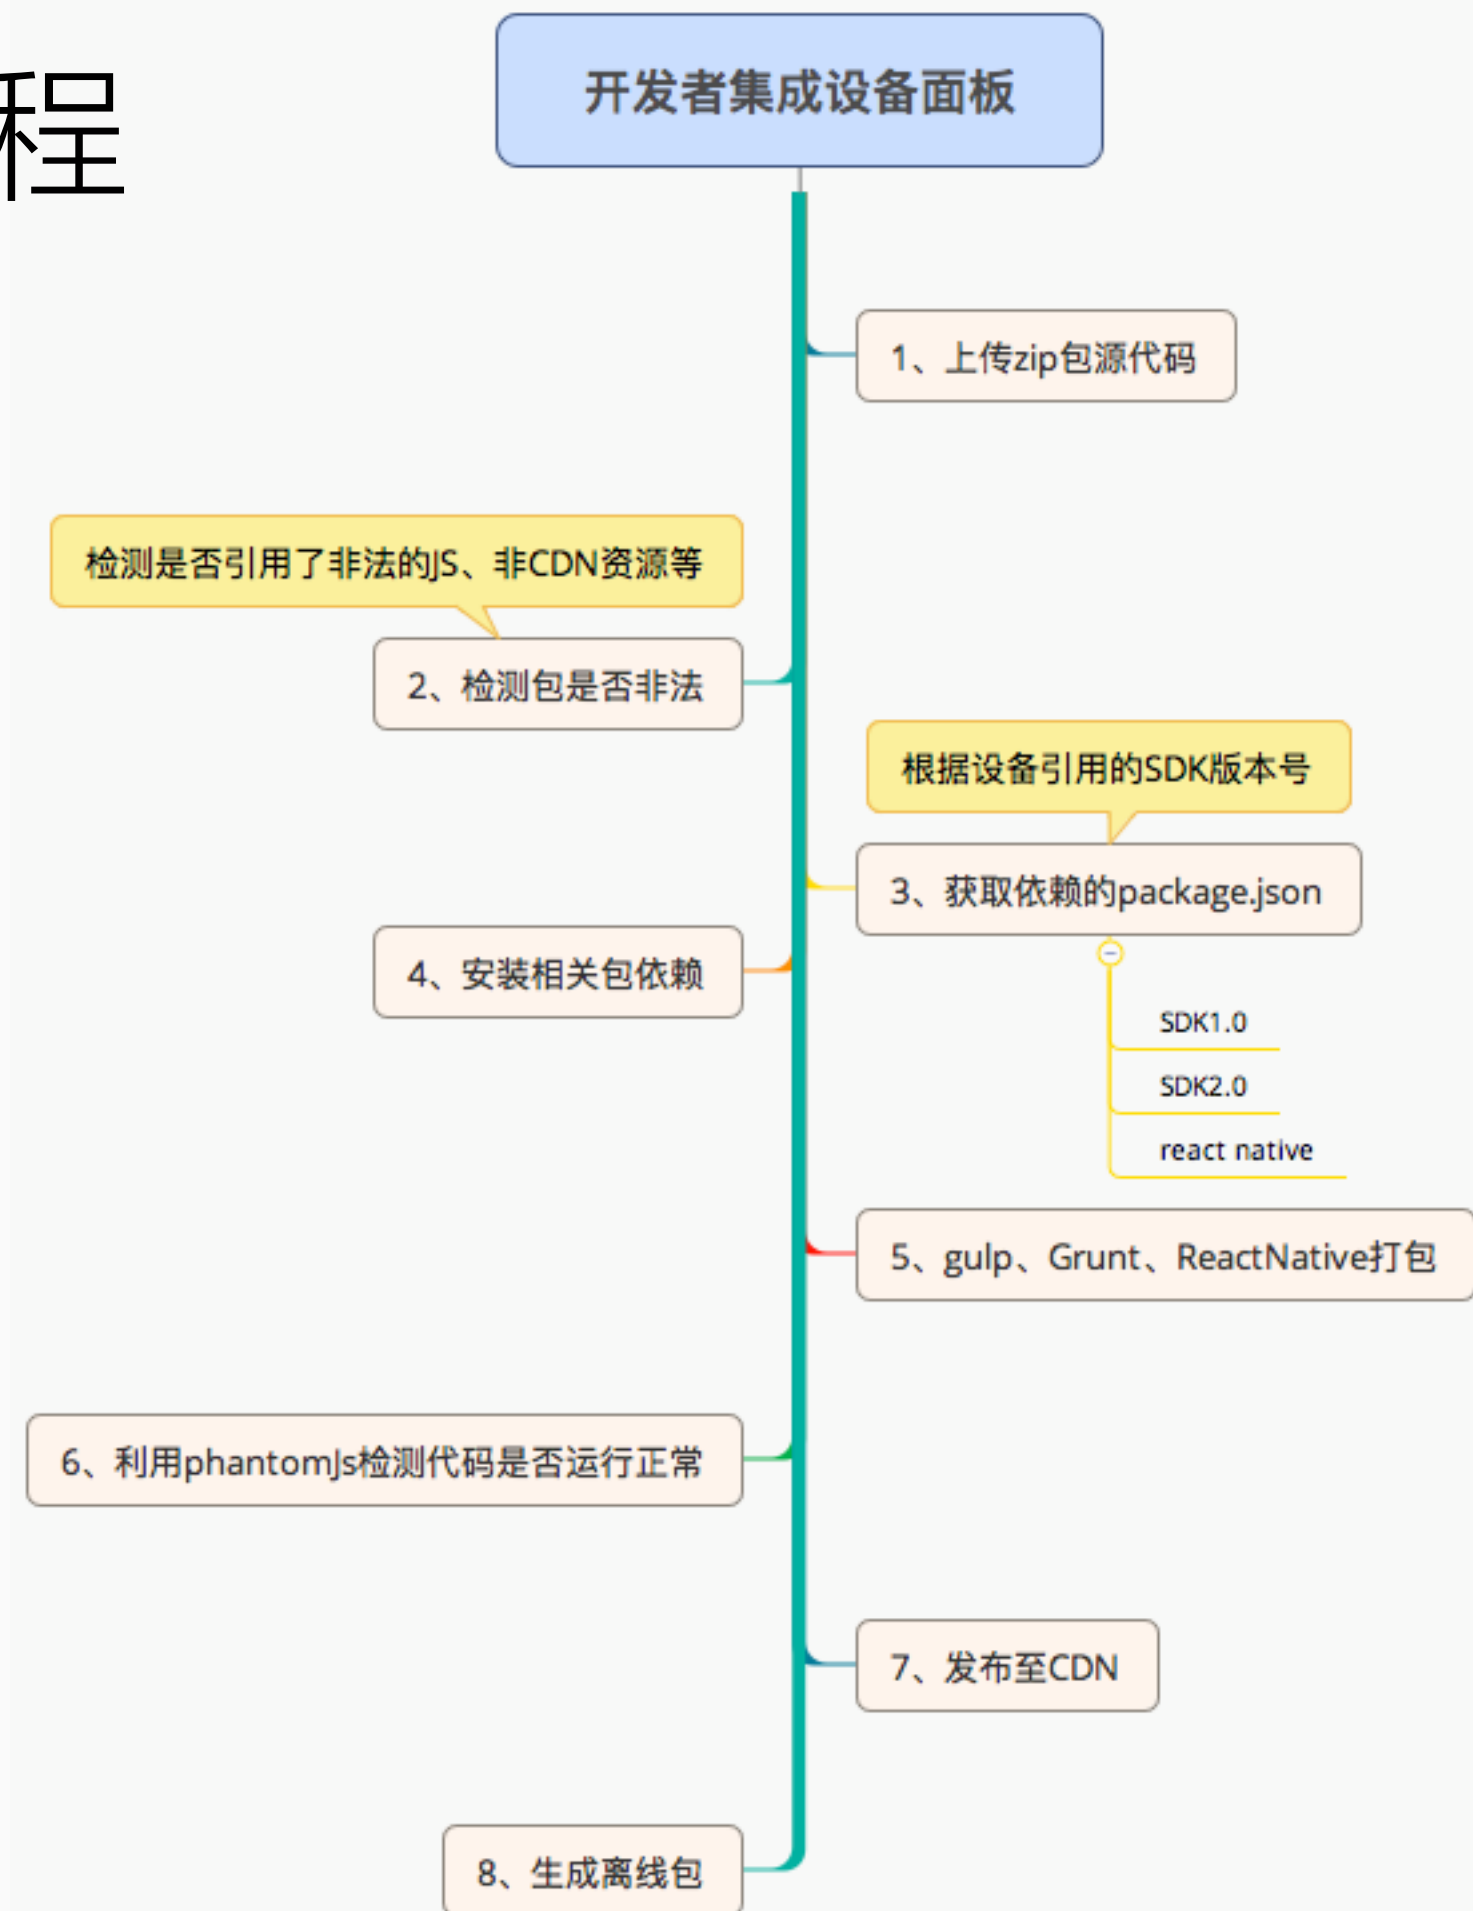 程
开发者集成设备面板
1、上传zip包源代码
检测是否引用了非法的JS、非CDN资源等
2、检测包是否非法
根据设备引用的SDK版本号
3、获取依赖的package.json
4、安装相关包依赖
SDK1.0
SDK2.0
react native
5、gulp、Grunt、ReactNative打包
6、利用phantomJs检测代码是否运行正常
7、发布至CDN
8、生成离线包